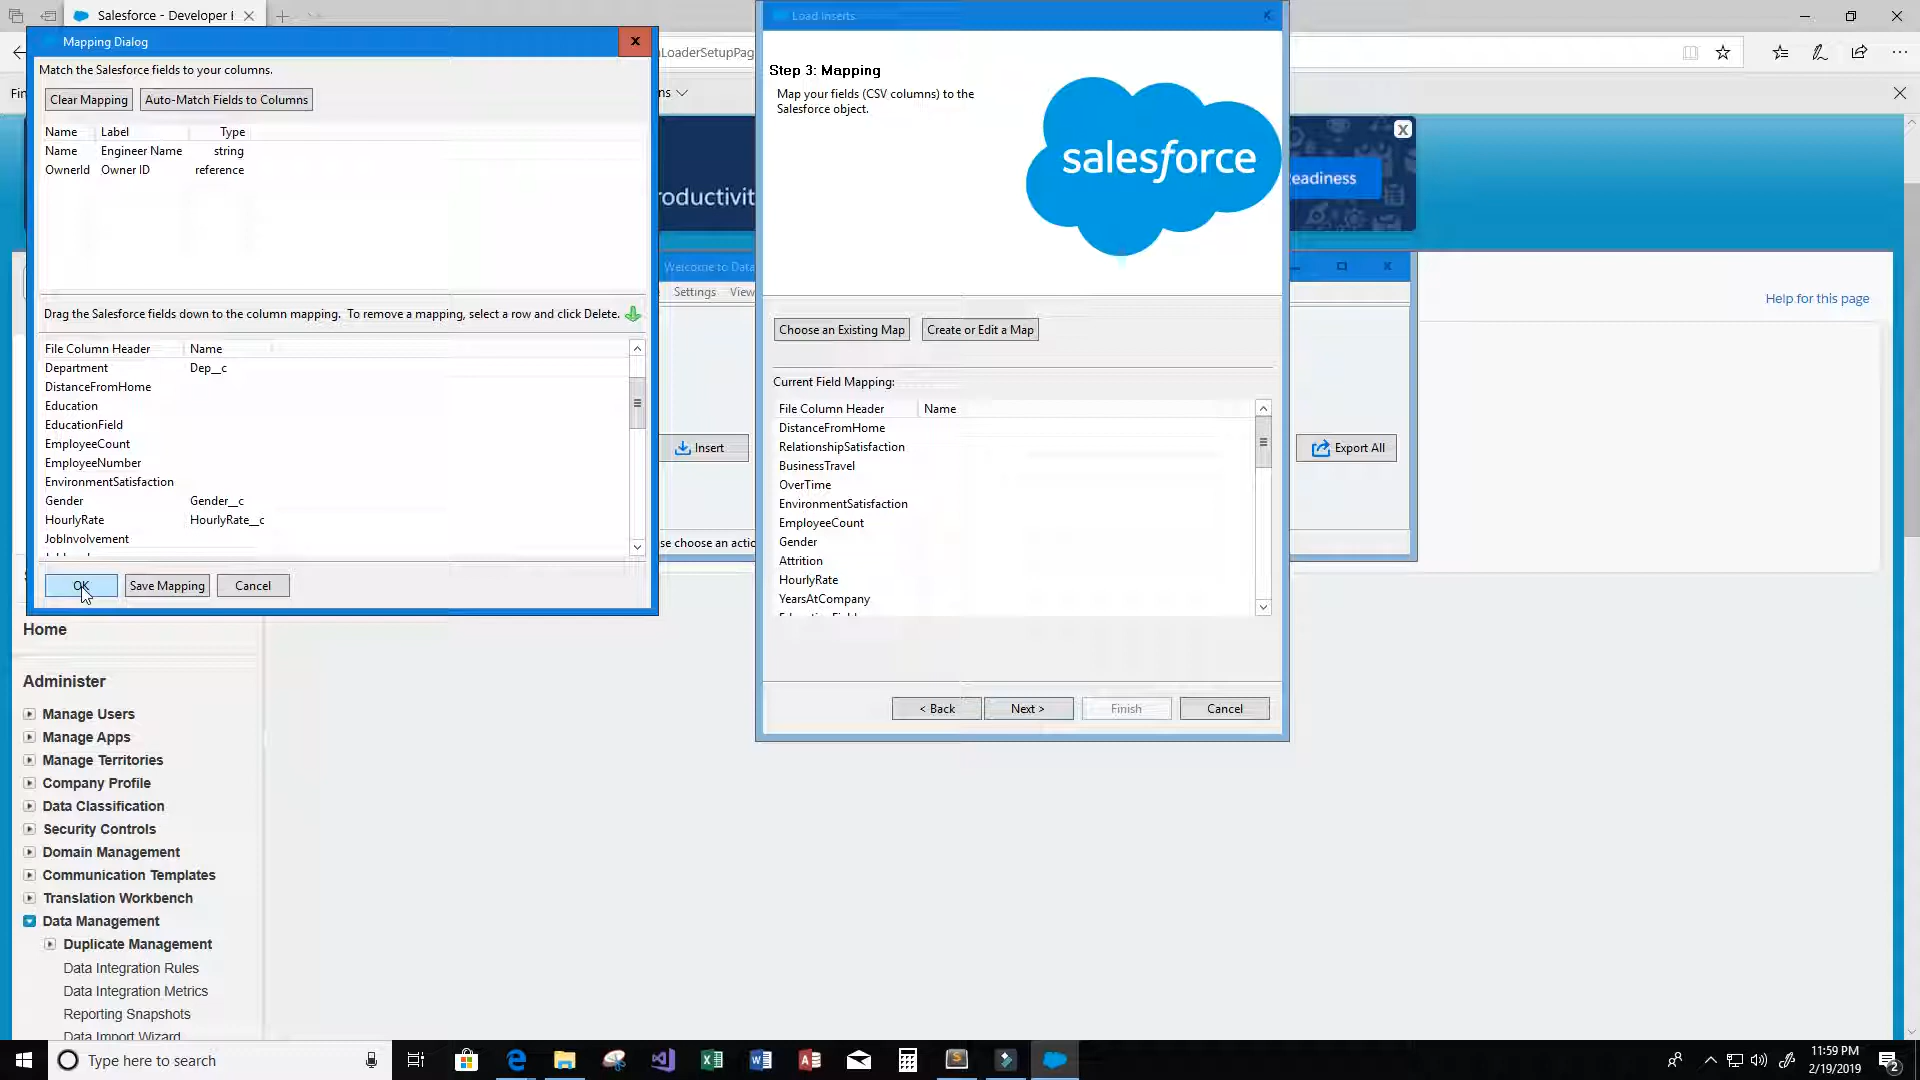 Salesforce - Developer E
Mapping Dialog
Match the Salesforce fields to your columns.
Clear Mapping
Auto-Match Fields to Columns
Name Label Type
Name Engineer Name string
OwnerId Owner ID reference
Drag the Salesforce fields down to the column mapping. To remove a mapping, select a row and click Delete.
File Column Header Name
Department Dep__c
DistanceFromHome
Education
EducationField
EmployeeCount
EmployeeNumber
EnvironmentSatisfaction
Gender Gender__c
HourlyRate HourlyRate__c
JobInvolvement
OK
Save Mapping
Cancel
Load Inserts
Step 3: Mapping
Map your fields (CSV columns) to the
Salesforce object.
salesforce
Choose an Existing Map
Create or Edit a Map
Current Field Mapping:
File Column Header Name
DistanceFromHome
RelationshipSatisfaction
BusinessTravel
OverTime
EnvironmentSatisfaction
EmployeeCount
Gender
Attrition
HourlyRate
YearsAtCompany
< Back
Next >
Finish
Cancel
LoaderSetupPag
Fin
ns
roductivit
eadiness
Welcome to Data
Settings View
Insert
Export All
se choose an actio
Help for this page
Home
Administer
Manage Users
Manage Apps
Manage Territories
Company Profile
Data Classification
Security Controls
Domain Management
Communication Templates
Translation Workbench
Data Management
Duplicate Management
Data Integration Rules
Data Integration Metrics
Reporting Snapshots
Data Import Wizard
Type here to search
11:59 PM
2/19/2019
2